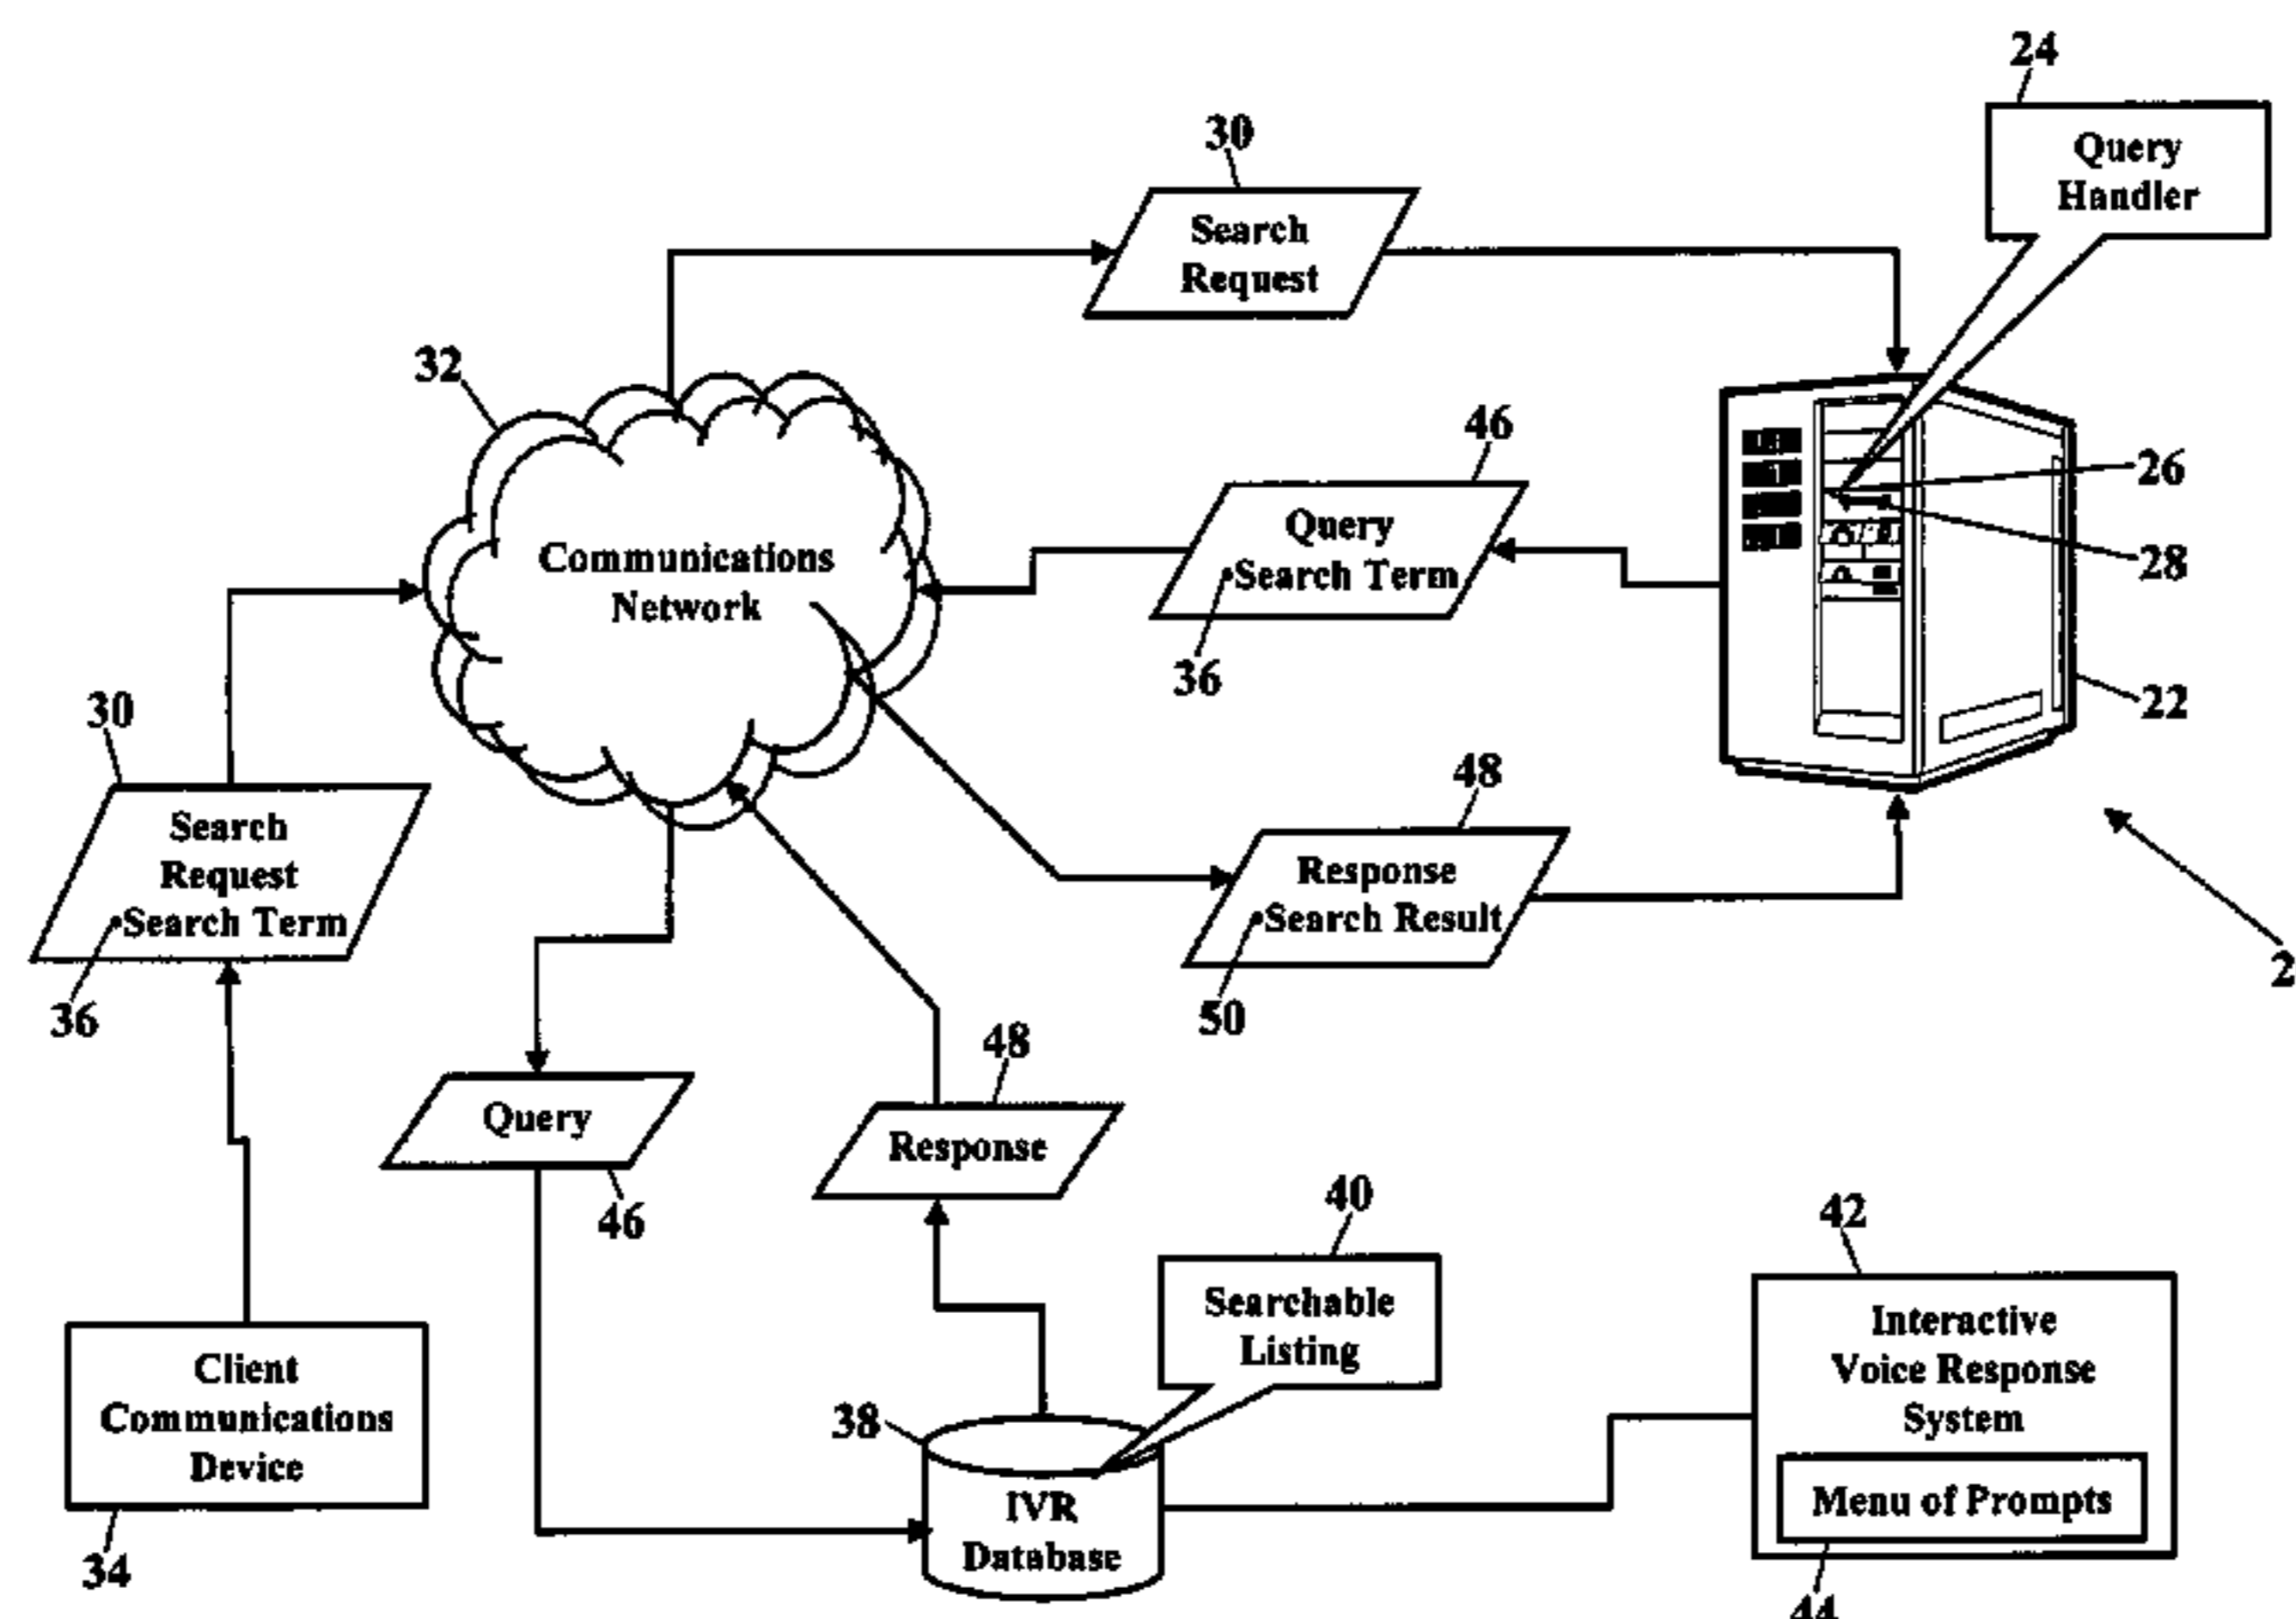 24
Query
Handler
30
Search
Request
32
46
Query
•Search Term
36
26
28
22
Communications
Network
30
Search
Request
•Search Term
36
48
Response
•Search Result
50
2
Query
46
48
Response
40
Searchable
Listing
42
Interactive
Voice Response
System
Menu of Prompts
44
Client
Communications
Device
34
38
IVR
Database